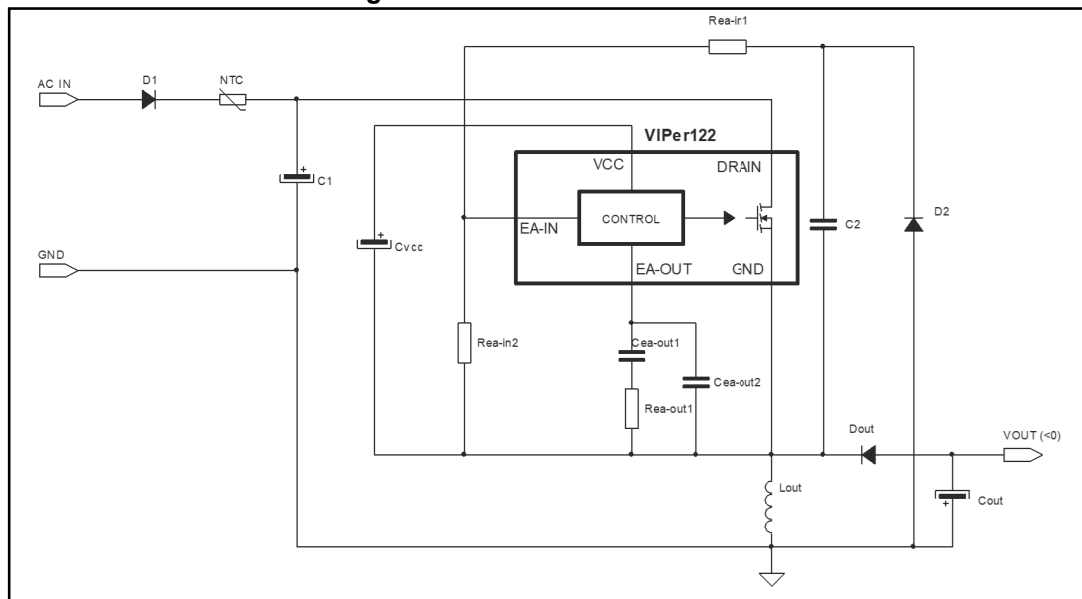 Rea-ir1
AC IN
D1
NTC
VIPer122
VCC
DRAIN
C1
CONTROL
C2
D2
EA-IN
Cvcc
GND
EA-OUT
GND
Rea-in2
Cea-out1
Cea-out2
Rea-out1
Dout
VOUT (<0)
Lout
Cout